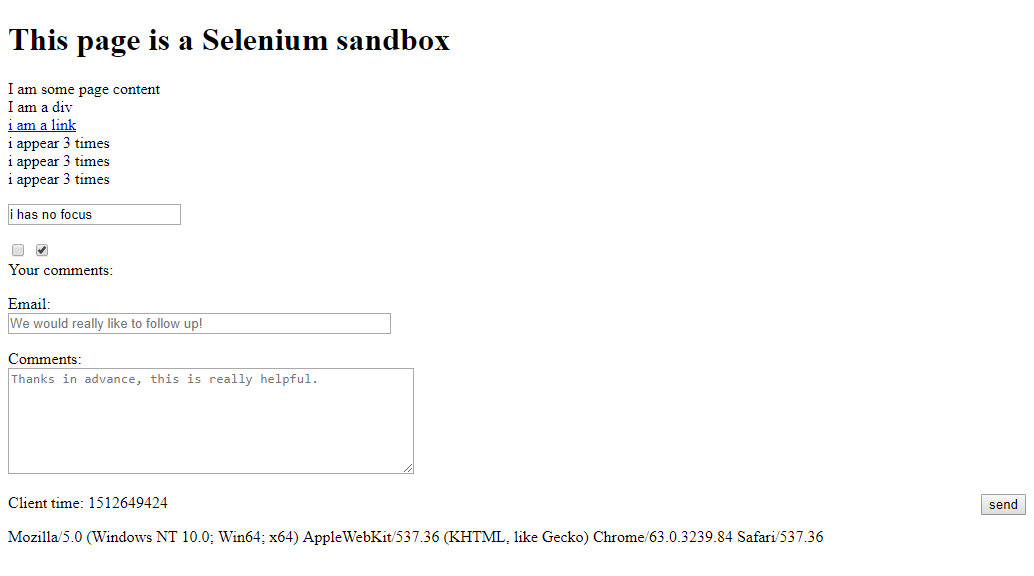 This page is a Selenium sandbox
I am some page content
I am a div
i am a link
i appear 3 times
i appear 3 times
i appear 3 times
i has no focus
Your comments:
Email:
We would really like to follow up!
Comments:
Thanks in advance, this is really helpful.
Client time: 1512649424
send
Mozilla/5.0 (Windows NT 10.0; Win64; x64) AppleWebKit/537.36 (KHTML, like Gecko) Chrome/63.0.3239.84 Safari/537.36